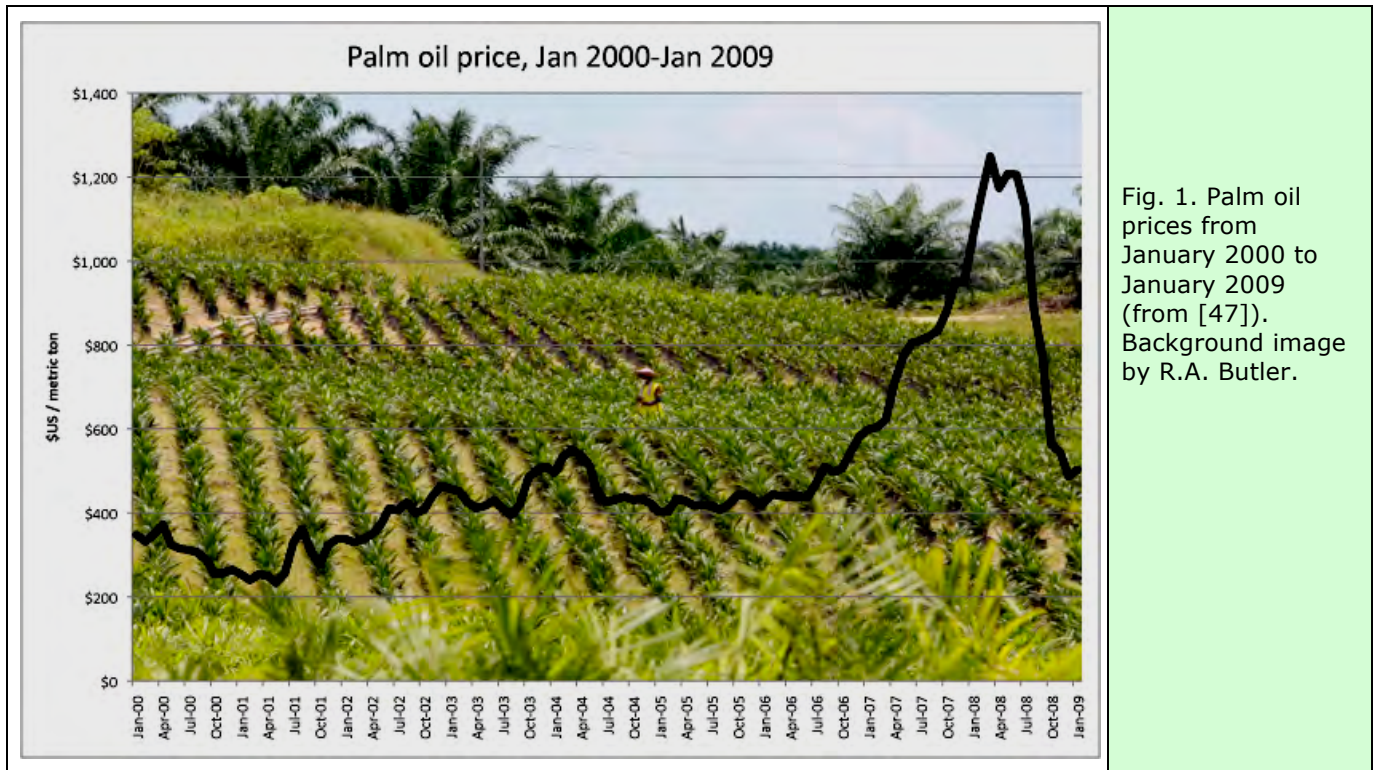 Palm oil price, Jan 2000-Jan 2009
$US / metric ton
$1,400
$1,200
$1,000
$800
$600
$400
$200
$0
Jan-00
Apr-00
Jul-00
Oct-00
Jan-01
Apr-01
Jul-01
Oct-01
Jan-02
Apr-02
Jul-02
Oct-02
Jan-03
Apr-03
Jul-03
Oct-03
Jan-04
Apr-04
Jul-04
Oct-04
Jan-05
Apr-05
Jul-05
Oct-05
Jan-06
Apr-06
Jul-06
Oct-06
Jan-07
Apr-07
Jul-07
Oct-07
Jan-08
Apr-08
Jul-08
Oct-08
Jan-09
Fig. 1. Palm oil
prices from
January 2000 to
January 2009
(from [47]).
Background image
by R.A. Butler.